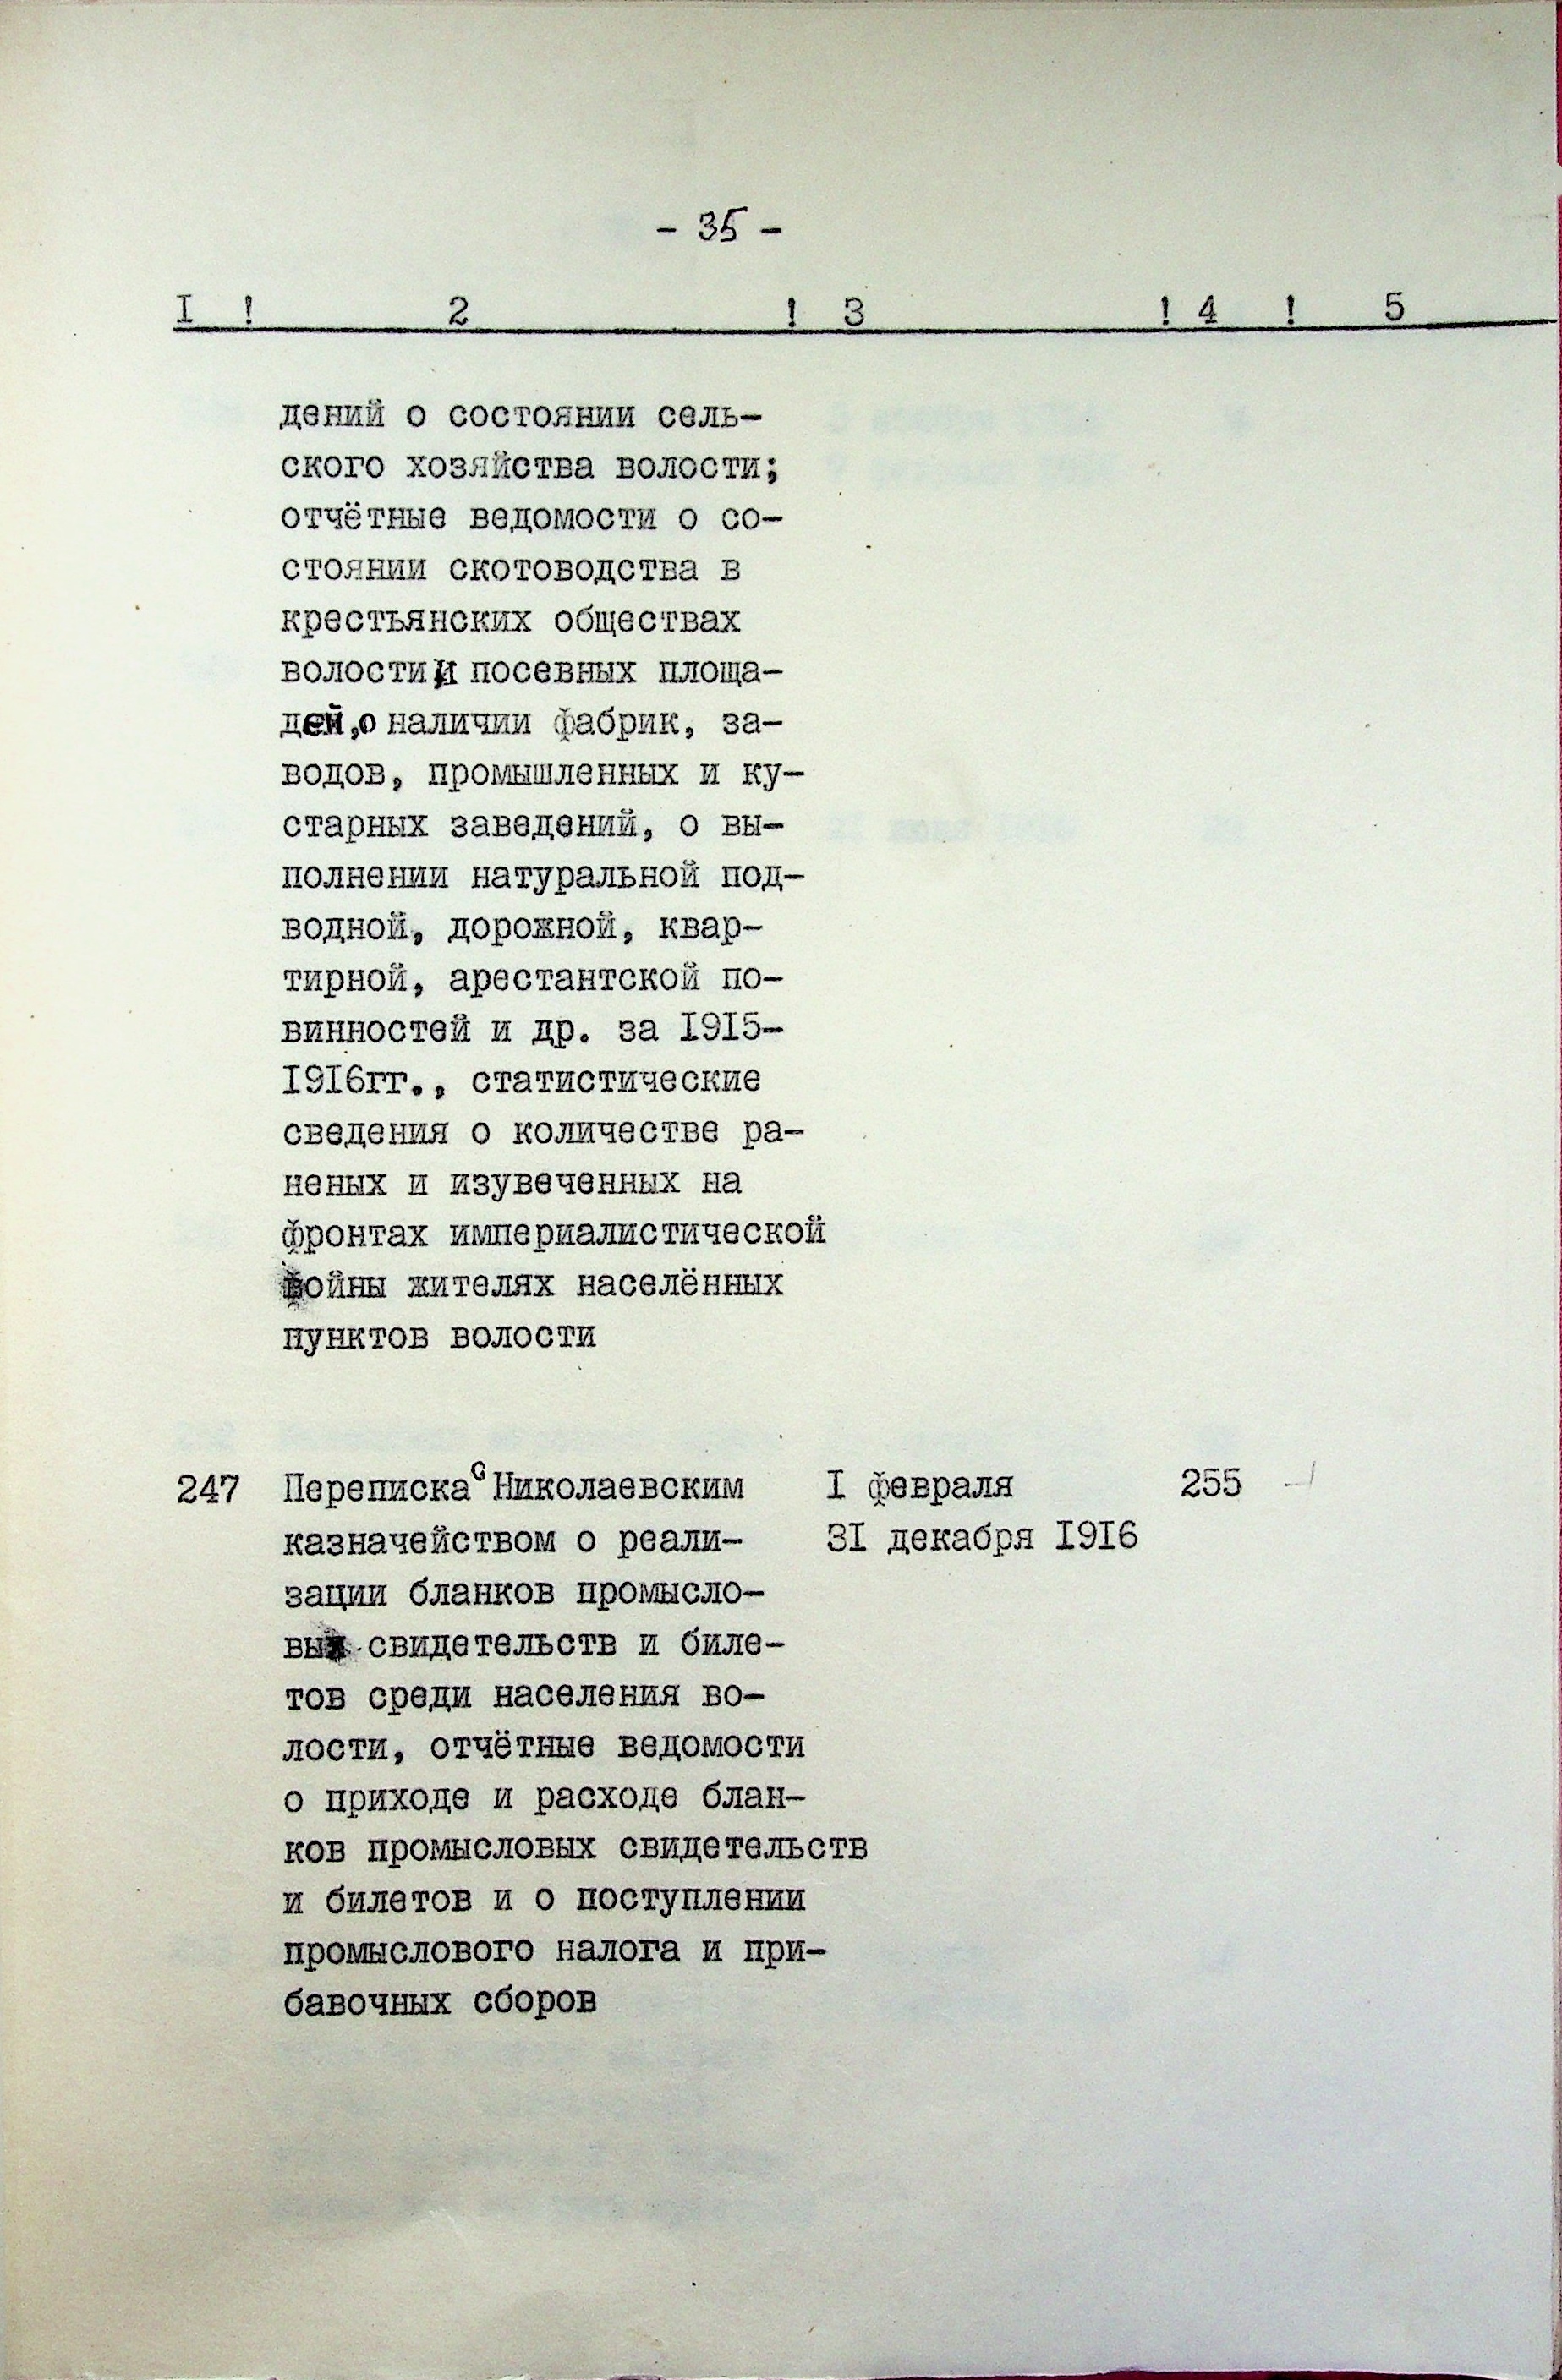 - 35 -
I ! 2 ! 3 ! 4 ! 5
дений о состоянии сель-
ского хозяйства волости;
отчётные ведомости о со-
стоянии скотоводства в
крестьянских обществах
волости и посевных площа-
дей, о наличии фабрик, за-
водов, промышленных и ку-
старных заведений, о вы-
полнении натуральной под-
водной, дорожной, квар-
тирной, арестантской по-
винностей и др. за I9I5-
I9I6гг., статистические
сведения о количестве ра-
неных и изувеченных на
фронтах империалистической
войны жителях населённых
пунктов волости
247 Переписка с Николаевским I февраля 255
казначейством о реали- 3I декабря I9I6
зации бланков промысло-
вых свидетельств и биле-
тов среди населения во-
лости, отчётные ведомости
о приходе и расходе блан-
ков промысловых свидетельств
и билетов и о поступлении
промыслового налога и при-
бавочных сборов